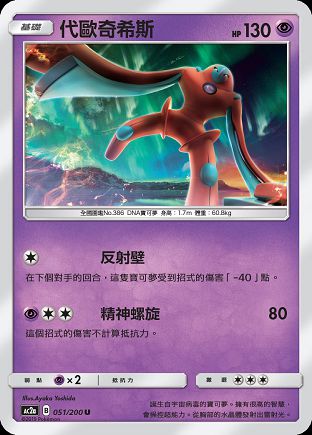 基礎 代歐奇希斯 HP 130
全國圖鑑No.386 DNA寶可夢 身高：1.7m 體重：60.8kg
反射壁
在下個對手的回合，這隻寶可夢受到招式的傷害「-40」點。
精神螺旋 80
這個招式的傷害不計算抵抗力。
弱點 ×2 抵抗力 撤退
Illus.Ayaka Yoshida
AC2a B 051/200 U
©2019 Pokémon
誕生自宇宙病毒的寶可夢。擁有很高的智慧，
會操控超能力。從胸部的水晶體發射出雷射光。